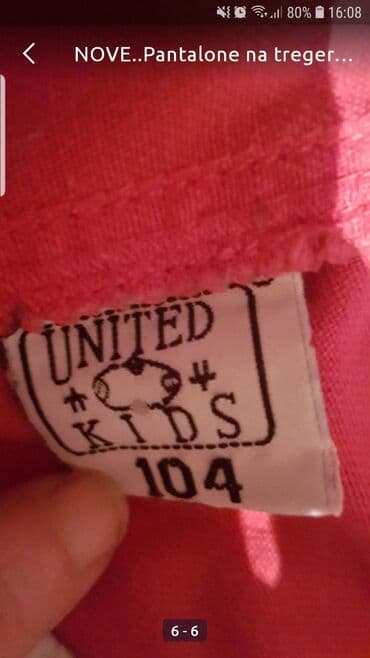 80% 16:08
NOVE..Pantalone na treger...
UNITED
KIDS
104
6 - 6